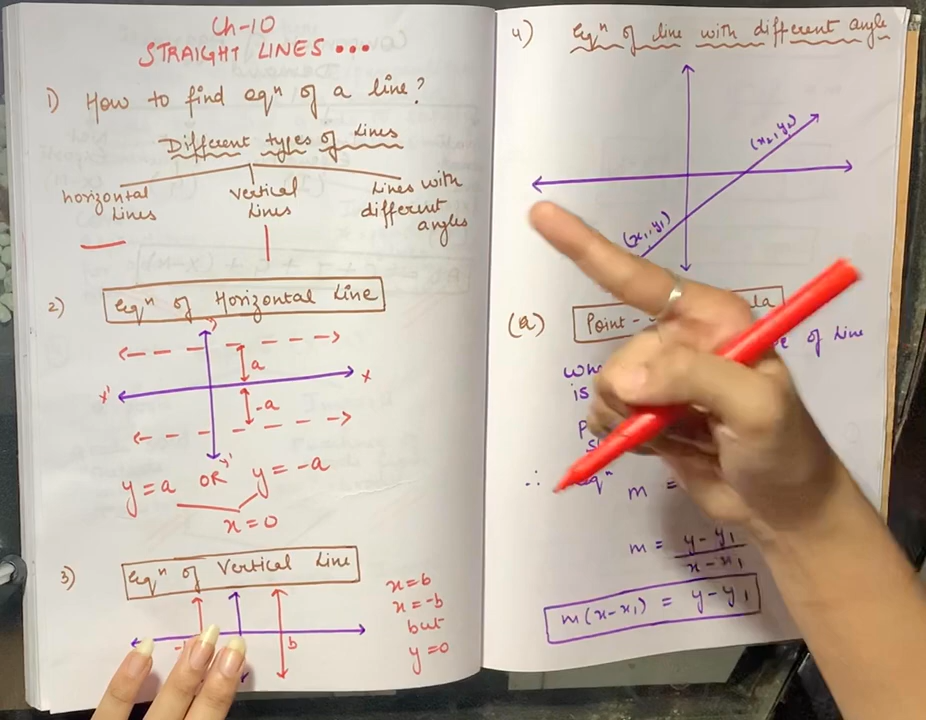 Ch-10
STRAIGHT LINES...
1) How to find eqⁿ of a line?
Different types of Lines
horizontal Lines
Vertical Lines
Lines with different angles
2) Eqⁿ of Horizontal Line
a
x' x
-a
y'
y=a OR y=-a
x=0
3) Eqⁿ of Vertical Line
b
x=b
x=-b
but
y=0
4) Eqⁿ of line with different angle
(x₂,y₂)
(x₁,y₁)
(a) Point -
of Line
is
∴ eqⁿ m =
m = y-y₁ / x-x₁
m(x-x₁) = y-y₁